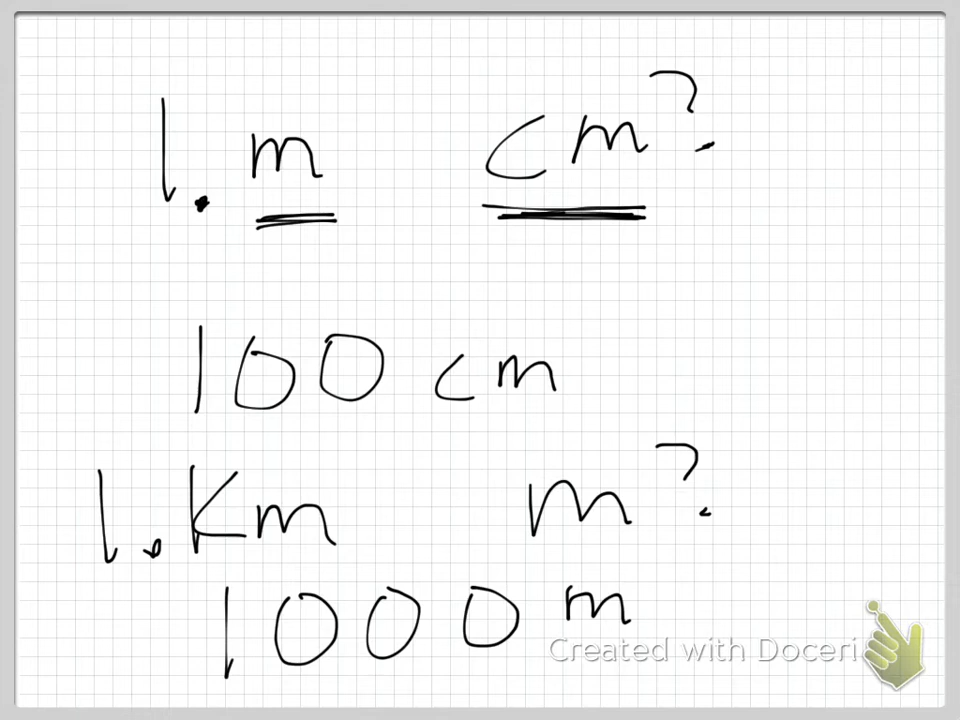 1. m cm?
100 cm
1. Km m?
1000 m
Created with Doceri